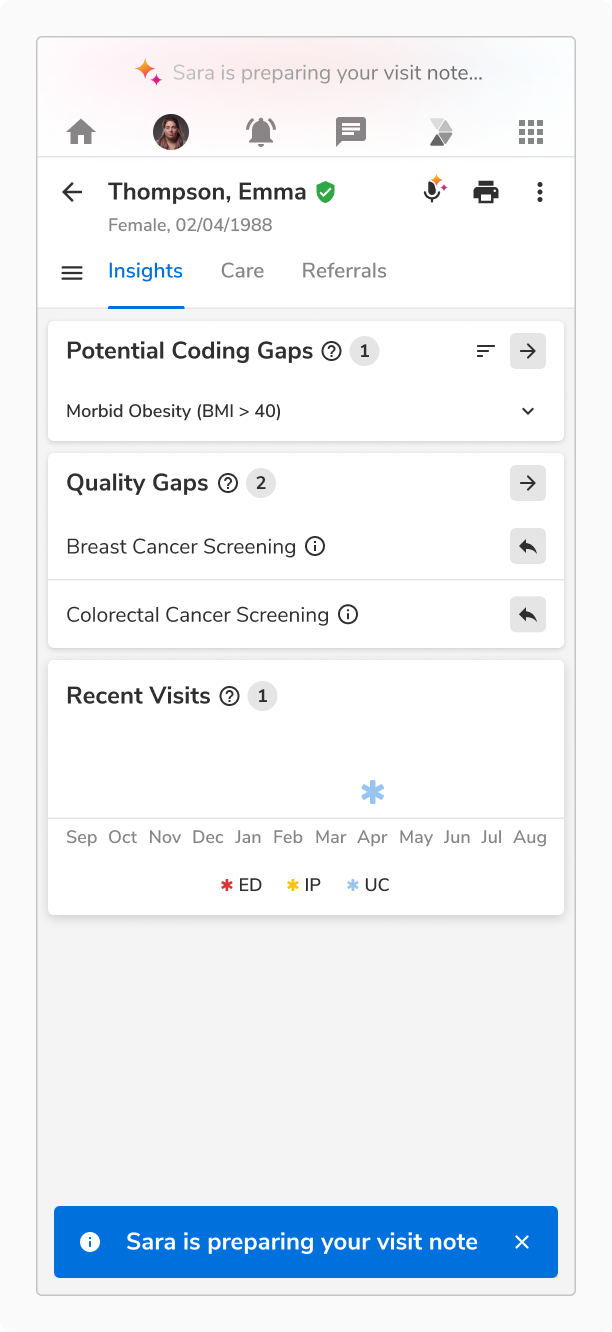 Sara is preparing your visit note...
Thompson, Emma
Female, 02/04/1988
Insights Care Referrals
Potential Coding Gaps 1
Morbid Obesity (BMI > 40)
Quality Gaps 2
Breast Cancer Screening
Colorectal Cancer Screening
Recent Visits 1
Sep Oct Nov Dec Jan Feb Mar Apr May Jun Jul Aug
ED IP UC
Sara is preparing your visit note